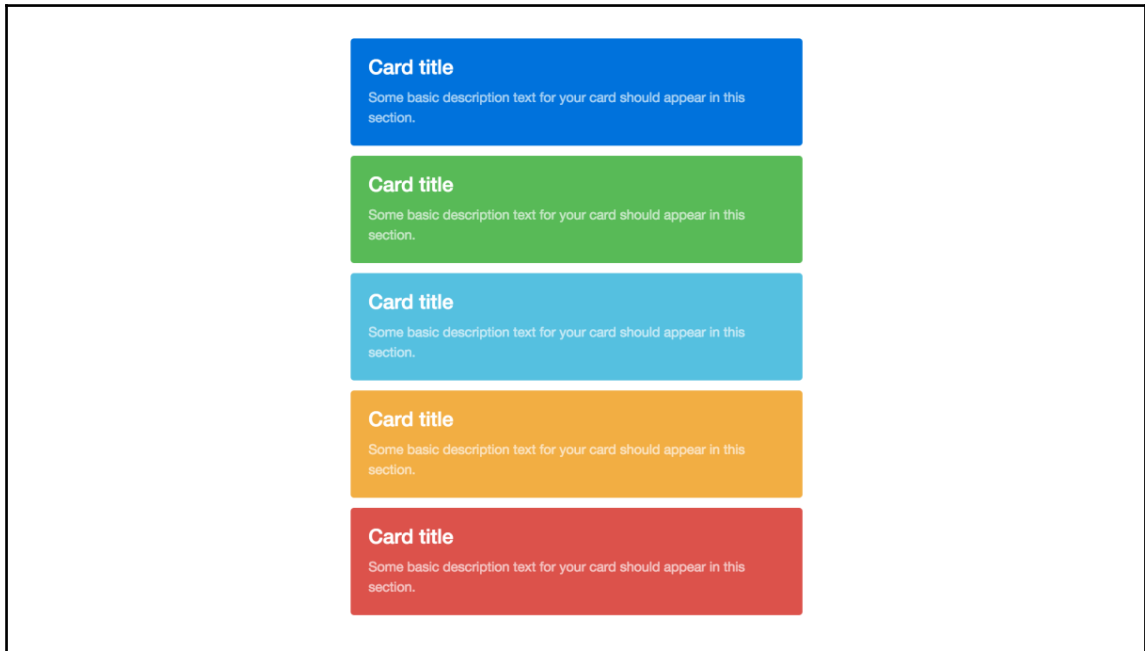 Card title
Some basic description text for your card should appear in this
section.
Card title
Some basic description text for your card should appear in this
section.
Card title
Some basic description text for your card should appear in this
section.
Card title
Some basic description text for your card should appear in this
section.
Card title
Some basic description text for your card should appear in this
section.